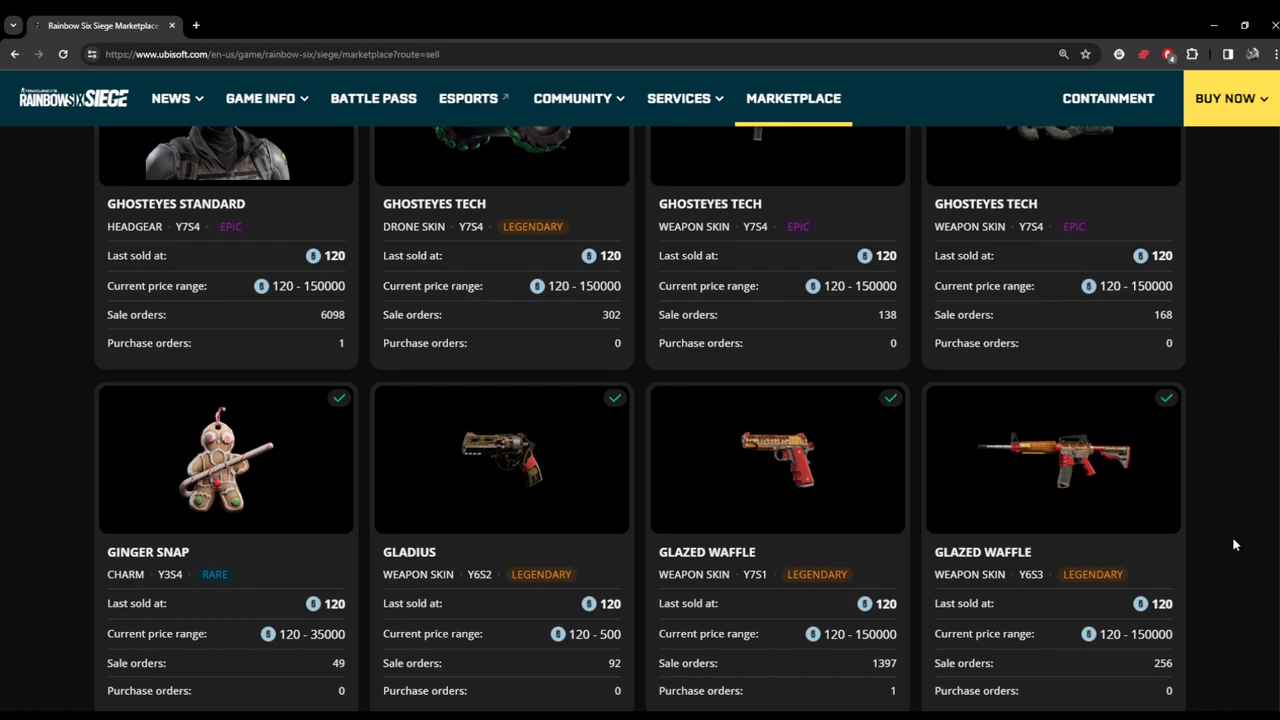 Rainbow Six Siege Marketplace
https://www.ubisoft.com/en-us/game/rainbow-six/siege/marketplace?route=sell
4
TOM CLANCY'S
RAINBOW SIX SIEGE NEWS GAME INFO BATTLE PASS ESPORTS COMMUNITY SERVICES MARKETPLACE CONTAINMENT BUY NOW
GHOSTEYES STANDARD
HEADGEAR · Y7S4 · EPIC
Last sold at: 120
Current price range: 120 - 150000
Sale orders: 6098
Purchase orders: 1
GHOSTEYES TECH
DRONE SKIN · Y7S4 · LEGENDARY
Last sold at: 120
Current price range: 120 - 150000
Sale orders: 302
Purchase orders: 0
GHOSTEYES TECH
WEAPON SKIN · Y7S4 · EPIC
Last sold at: 120
Current price range: 120 - 150000
Sale orders: 138
Purchase orders: 0
GHOSTEYES TECH
WEAPON SKIN · Y7S4 · EPIC
Last sold at: 120
Current price range: 120 - 150000
Sale orders: 168
Purchase orders: 0
GINGER SNAP
CHARM · Y3S4 · RARE
Last sold at: 120
Current price range: 120 - 35000
Sale orders: 49
Purchase orders: 0
GLADIUS
WEAPON SKIN · Y6S2 · LEGENDARY
Last sold at: 120
Current price range: 120 - 500
Sale orders: 92
Purchase orders: 0
GLAZED WAFFLE
WEAPON SKIN · Y7S1 · LEGENDARY
Last sold at: 120
Current price range: 120 - 150000
Sale orders: 1397
Purchase orders: 1
GLAZED WAFFLE
WEAPON SKIN · Y6S3 · LEGENDARY
Last sold at: 120
Current price range: 120 - 150000
Sale orders: 256
Purchase orders: 0